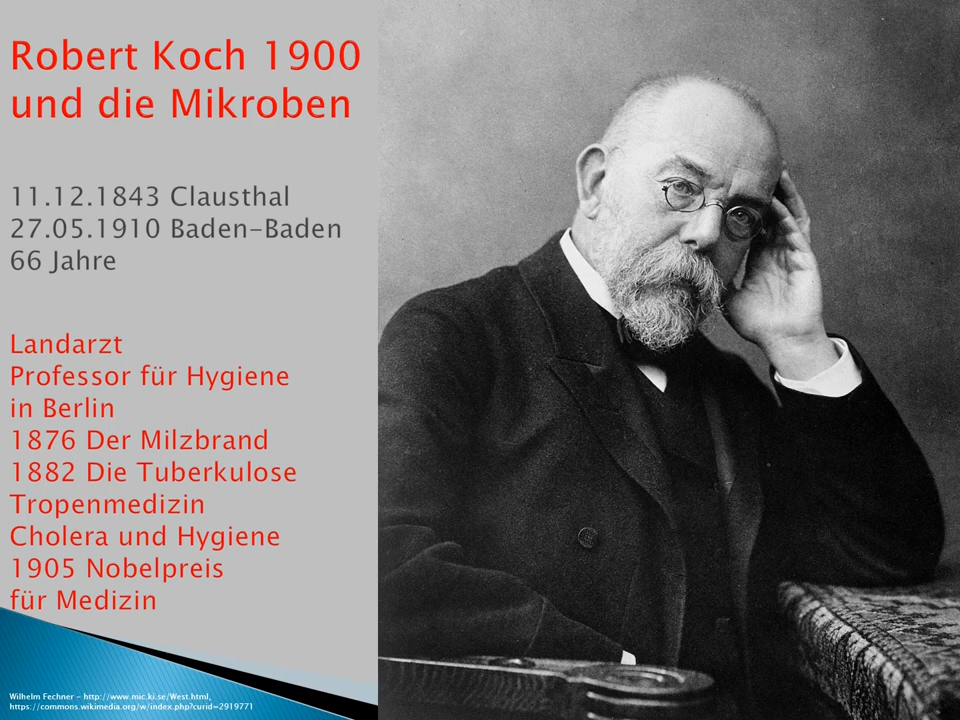 Robert Koch 1900
und die Mikroben
11.12.1843 Clausthal
27.05.1910 Baden-Baden
66 Jahre
Landarzt
Professor für Hygiene
in Berlin
1876 Der Milzbrand
1882 Die Tuberkulose
Tropenmedizin
Cholera und Hygiene
1905 Nobelpreis
für Medizin
Wilhelm Fechner - http://www.mic.ki.se/West.html,
https://commons.wikimedia.org/w/index.php?curid=2919771